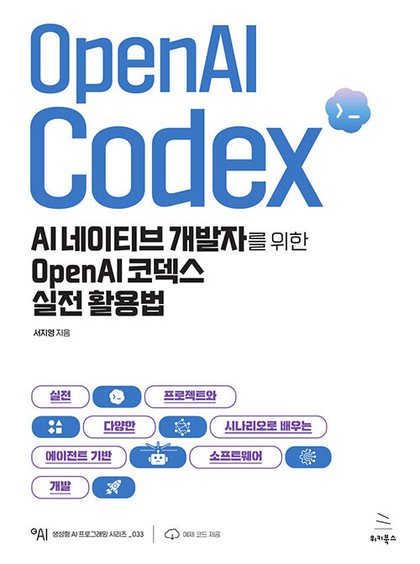 OpenAI
Codex
AI 네이티브 개발자를 위한
OpenAI 코덱스
실전 활용법
서지영 지음
실전 프로젝트와
다양한 시나리오로 배우는
에이전트 기반 소프트웨어
개발
GAI 생성형 AI 프로그래밍 시리즈 _033 예제 코드 제공
위키북스